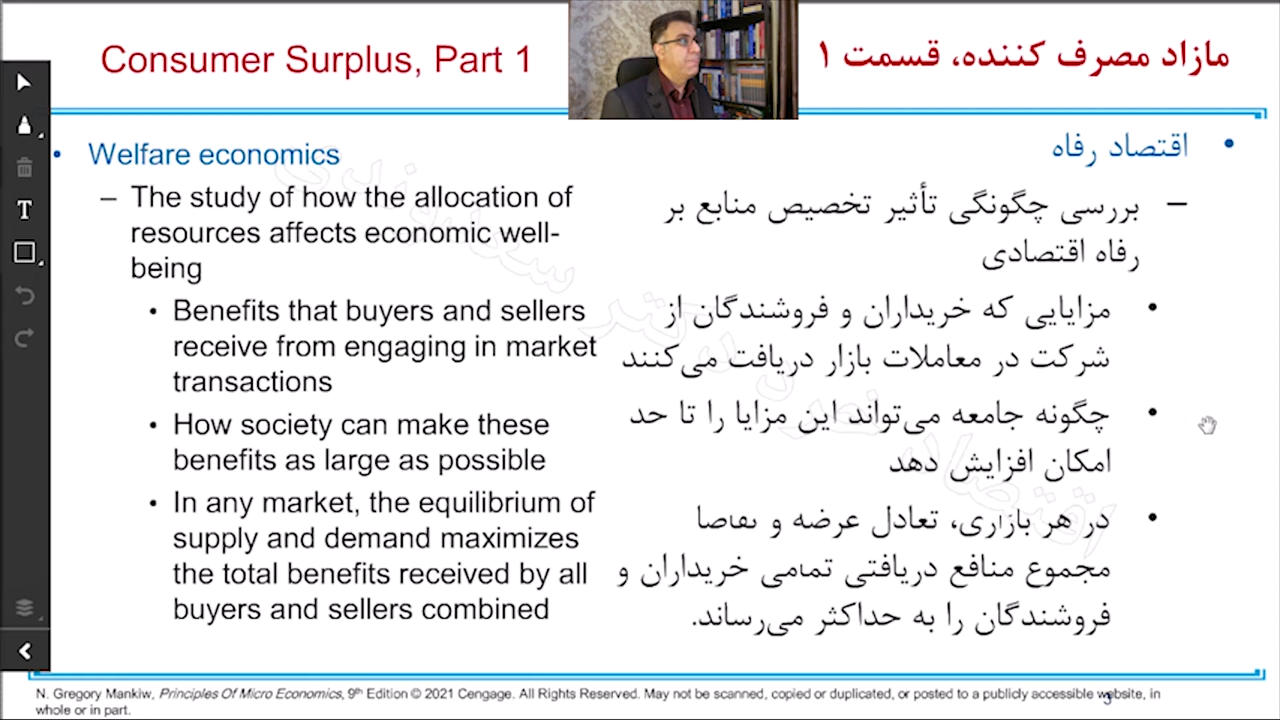 Consumer Surplus, Part 1
مازاد مصرف کننده، قسمت ۱
• Welfare economics
– The study of how the allocation of
resources affects economic well-
being
• Benefits that buyers and sellers
receive from engaging in market
transactions
• How society can make these
benefits as large as possible
• In any market, the equilibrium of
supply and demand maximizes
the total benefits received by all
buyers and sellers combined
• اقتصاد رفاه
– بررسی چگونگی تأثیر تخصیص منابع بر
رفاه اقتصادی
• مزایایی که خریداران و فروشندگان از
شرکت در معاملات بازار دریافت می‌کنند
• چگونه جامعه می‌تواند این مزایا را تا حد
امکان افزایش دهد
• در هر بازاری، تعادل عرضه و تقاضا
مجموع منافع دریافتی تمامی خریداران و
فروشندگان را به حداکثر می‌رساند.
N. Gregory Mankiw, Principles Of Micro Economics, 9th Edition © 2021 Cengage. All Rights Reserved. May not be scanned, copied or duplicated, or posted to a publicly accessible website, in
whole or in part.
3